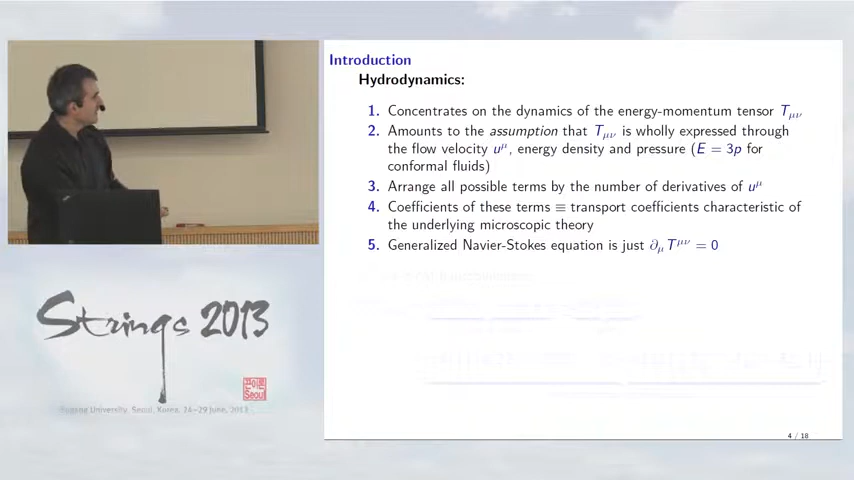 Introduction
Hydrodynamics:
1. Concentrates on the dynamics of the energy-momentum tensor Tμν
2. Amounts to the assumption that Tμν is wholly expressed through
the flow velocity uμ, energy density and pressure (E = 3p for
conformal fluids)
3. Arrange all possible terms by the number of derivatives of uμ
4. Coefficients of these terms ≡ transport coefficients characteristic of
the underlying microscopic theory
5. Generalized Navier-Stokes equation is just ∂μTμν = 0
4 / 18
Strings 2013
Seoul
Sogang University, Seoul, Korea, 24-29 June, 2013